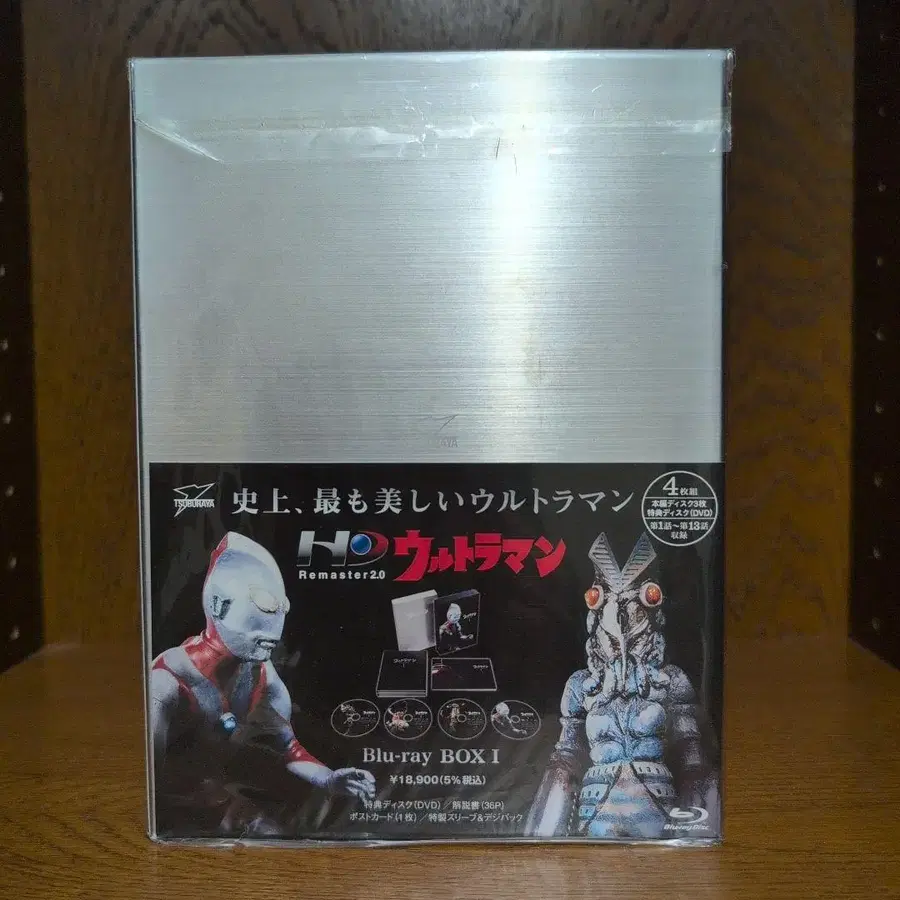 TSUBURAYA
史上、最も美しいウルトラマン
4枚組
本編ディスク3枚
特典ディスク(DVD)
第1話~第13話
収録
HD
Remaster2.0
ウルトラマン
Blu-ray BOX I
¥18,900(5%税込)
特典ディスク(DVD)/解説書(36P)
ポストカード(1枚)/特製スリーブ&デジパック
Blu-ray Disc